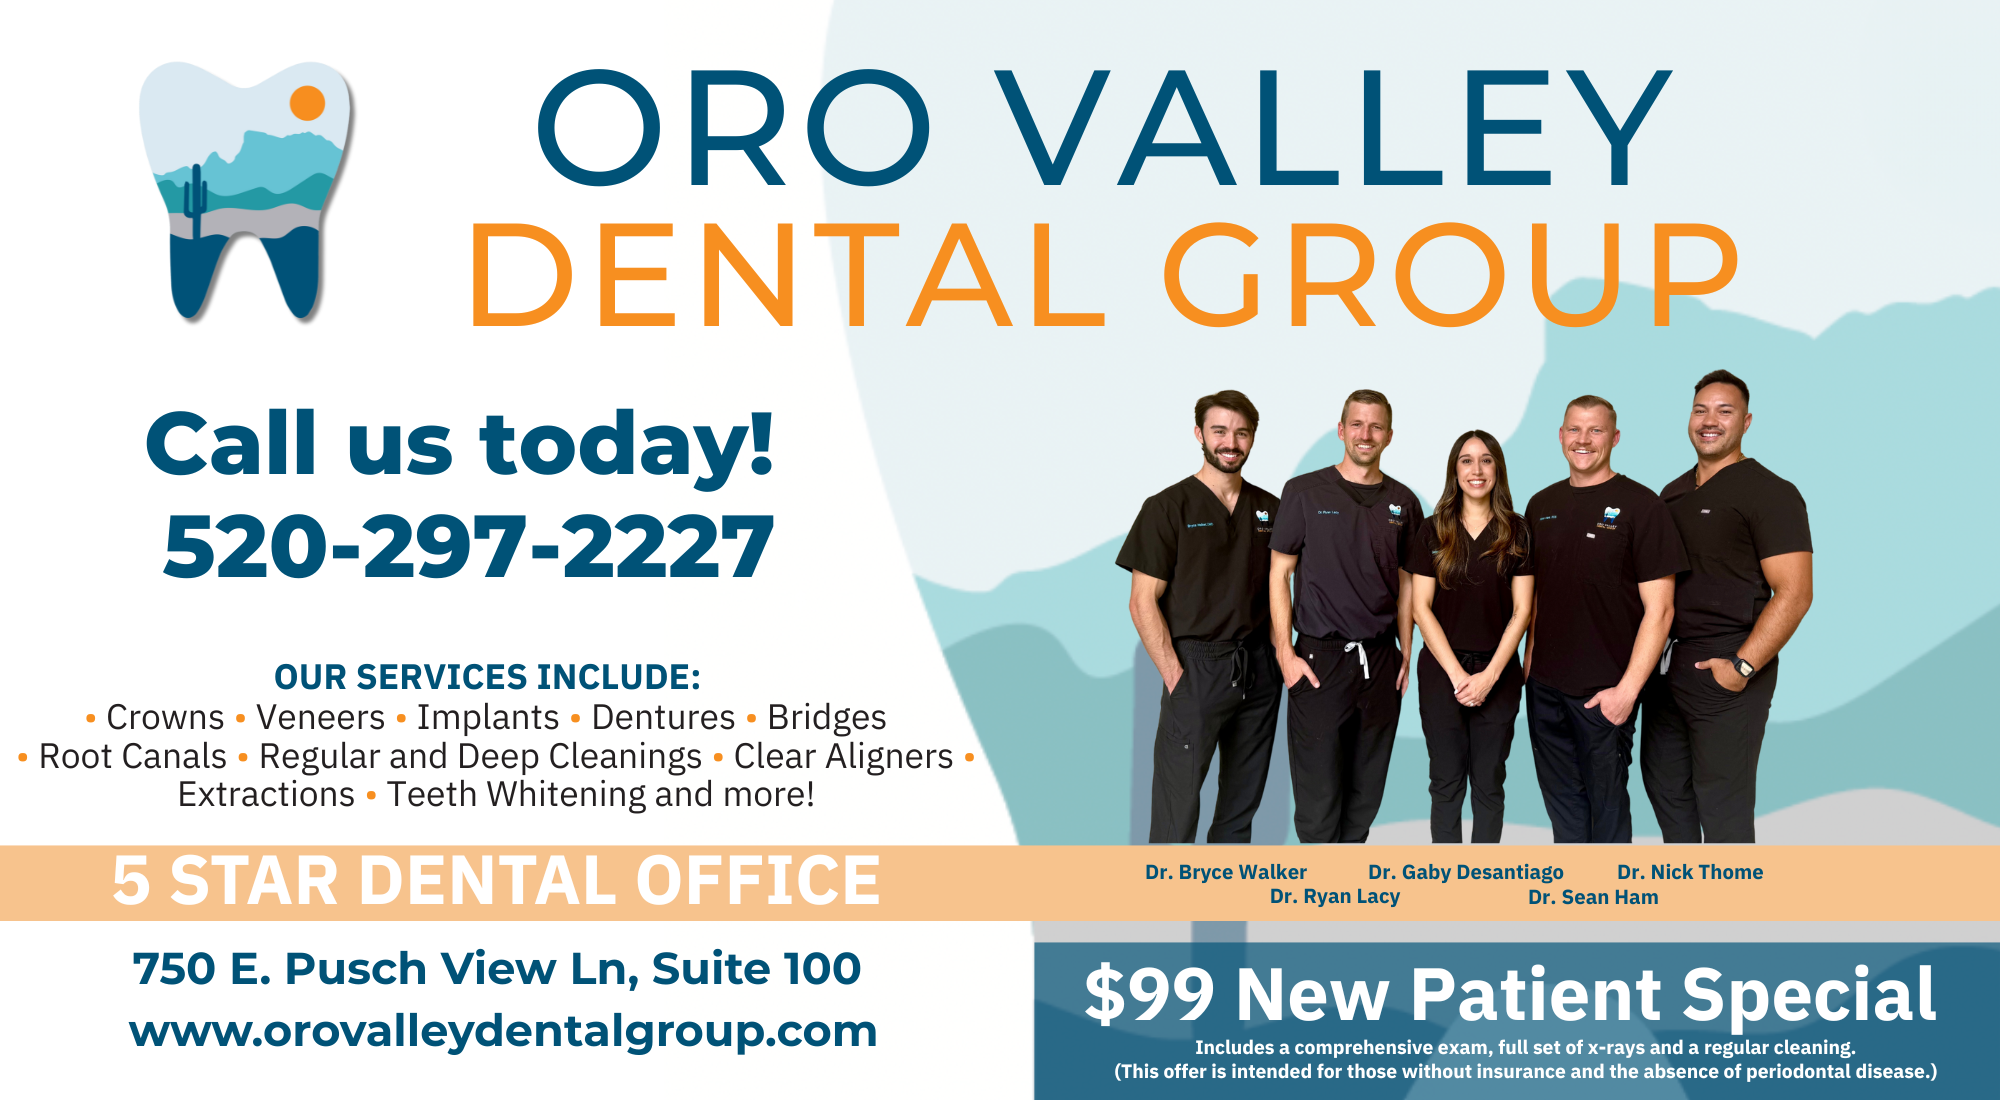 ORO VALLEY
DENTAL GROUP
Call us today!
520-297-2227
OUR SERVICES INCLUDE:
• Crowns • Veneers • Implants • Dentures • Bridges
• Root Canals • Regular and Deep Cleanings • Clear Aligners •
Extractions • Teeth Whitening and more!
5 STAR DENTAL OFFICE
Dr. Bryce Walker Dr. Gaby Desantiago Dr. Nick Thome
Dr. Ryan Lacy Dr. Sean Ham
750 E. Pusch View Ln, Suite 100
www.orovalleydentalgroup.com
$99 New Patient Special
Includes a comprehensive exam, full set of x-rays and a regular cleaning.
(This offer is intended for those without insurance and the absence of periodontal disease.)